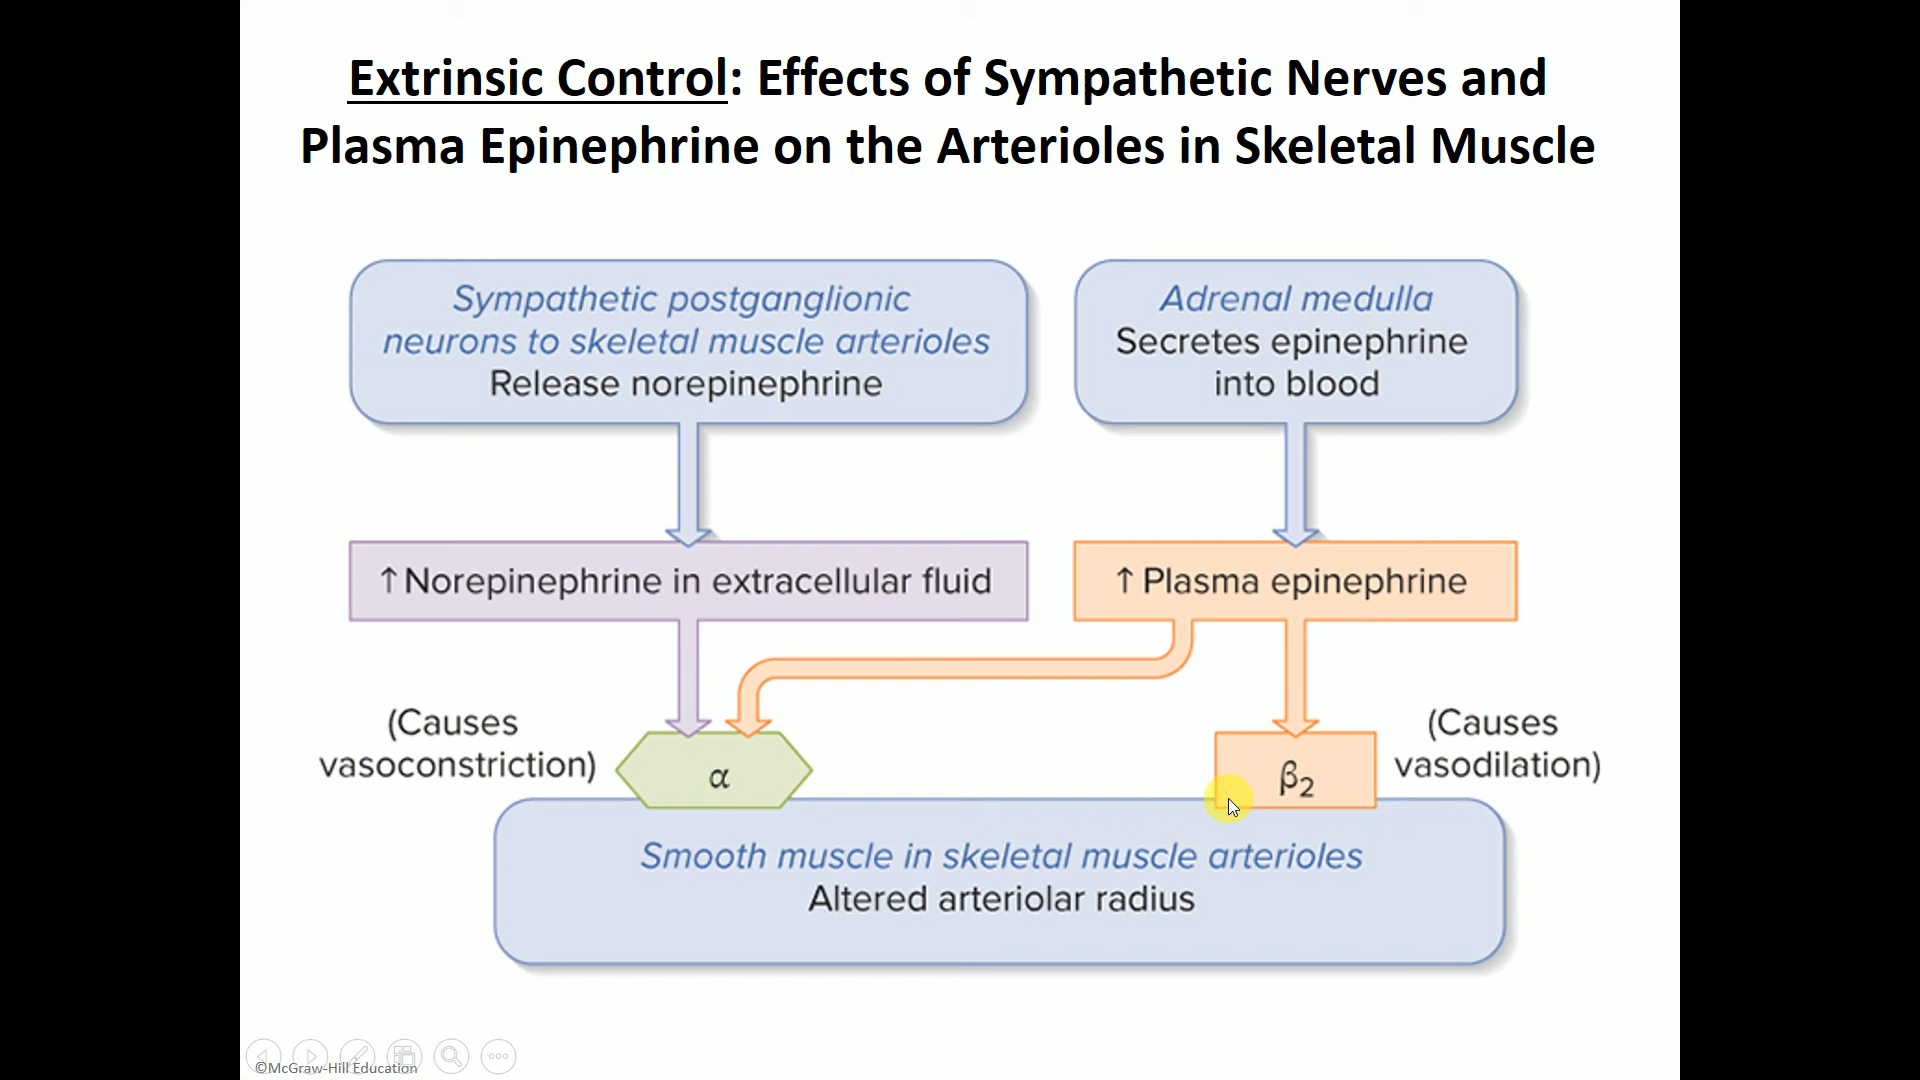 Extrinsic Control: Effects of Sympathetic Nerves and
Plasma Epinephrine on the Arterioles in Skeletal Muscle
Sympathetic postganglionic
neurons to skeletal muscle arterioles
Release norepinephrine
Adrenal medulla
Secretes epinephrine
into blood
↑Norepinephrine in extracellular fluid
↑Plasma epinephrine
(Causes
vasoconstriction)
α
β₂
(Causes
vasodilation)
Smooth muscle in skeletal muscle arterioles
Altered arteriolar radius
©McGraw-Hill Education